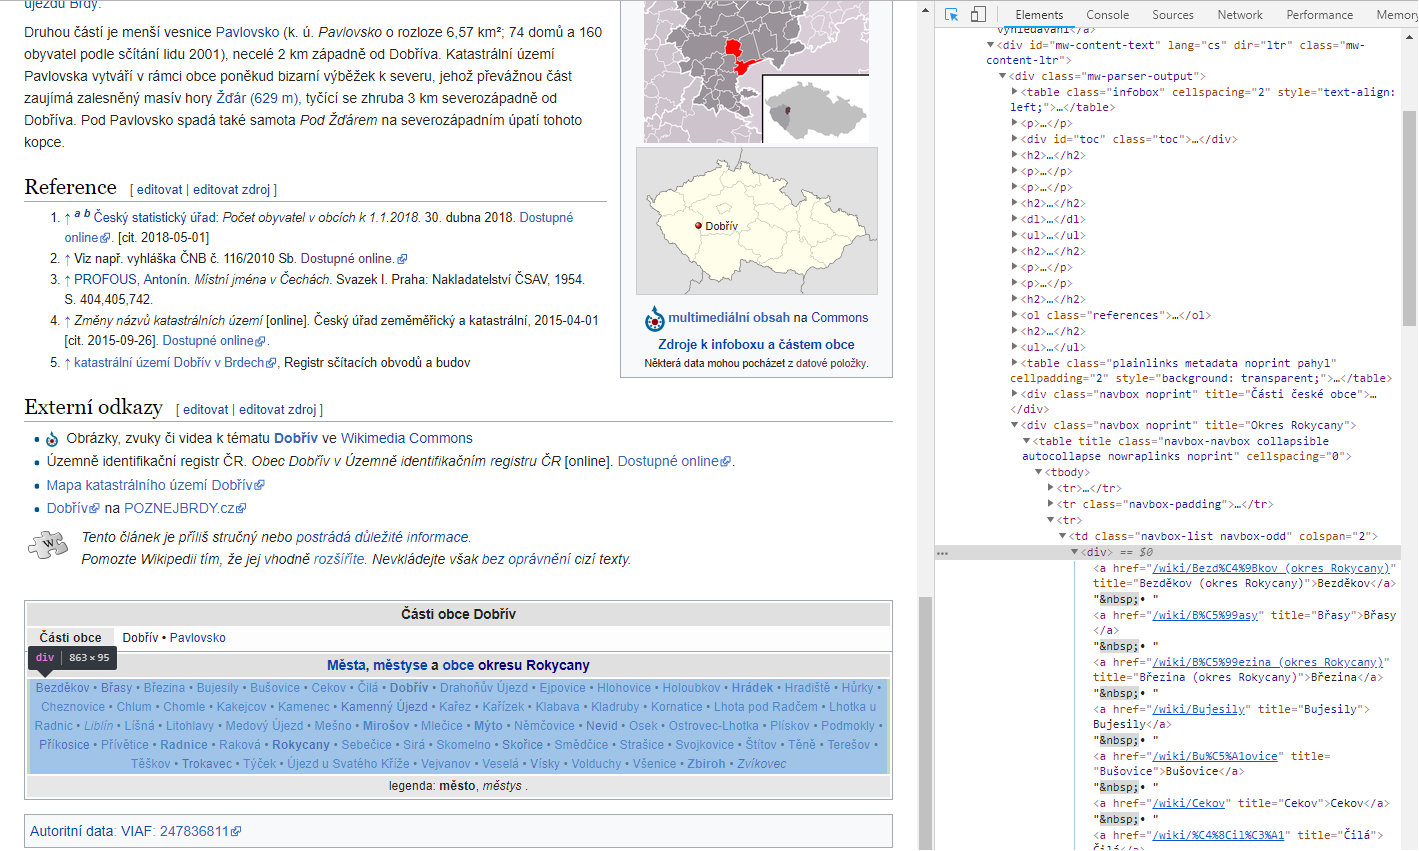 újezdu Brdy.
Druhou částí je menší vesnice Pavlovsko (k. ú. Pavlovsko o rozloze 6,57 km²; 74 domů a 160
obyvatel podle sčítání lidu 2001), necelé 2 km západně od Dobříva. Katastrální území
Pavlovska vytváří v rámci obce poněkud bizarní výběžek k severu, jehož převážnou část
zaujímá zalesněný masív hory Žďár (629 m), tyčící se zhruba 3 km severozápadně od
Dobříva. Pod Pavlovsko spadá také samota Pod Žďárem na severozápadním úpatí tohoto
kopce.
Reference [ editovat | editovat zdroj ]
1. ↑ a b Český statistický úřad: Počet obyvatel v obcích k 1.1.2018. 30. dubna 2018. Dostupné
online. [cit. 2018-05-01]
2. ↑ Viz např. vyhláška ČNB č. 116/2010 Sb. Dostupné online.
3. ↑ PROFOUS, Antonín. Místní jména v Čechách. Svazek I. Praha: Nakladatelství ČSAV, 1954.
S. 404,405,742.
4. ↑ Změny názvů katastrálních území [online]. Český úřad zeměměřický a katastrální, 2015-04-01
[cit. 2015-09-26]. Dostupné online.
5. ↑ katastrální území Dobřív v Brdech, Registr sčítacích obvodů a budov
Dobřív
multimediální obsah na Commons
Zdroje k infoboxu a částem obce
Některá data mohou pocházet z datové položky.
Externí odkazy [ editovat | editovat zdroj ]
• Obrázky, zvuky či videa k tématu Dobřív ve Wikimedia Commons
• Územně identifikační registr ČR. Obec Dobřív v Územně identifikačním registru ČR [online]. Dostupné online.
• Mapa katastrálního území Dobřív
• Dobřív na POZNEJBRDY.cz
W
Tento článek je příliš stručný nebo postrádá důležité informace.
Pomozte Wikipedii tím, že jej vhodně rozšíříte. Nevkládejte však bez oprávnění cizí texty.
Části obce Dobřív
Části obce Dobřív • Pavlovsko
div | 863 × 95
Města, městyse a obce okresu Rokycany
Bezděkov • Břasy • Březina • Bujesily • Bušovice • Cekov • Čilá • Dobřív • Drahoňův Újezd • Ejpovice • Hlohovice • Holoubkov • Hrádek • Hradiště • Hůrky •
Cheznovice • Chlum • Chomle • Kakejcov • Kamenec • Kamenný Újezd • Kařez • Kařízek • Klabava • Kladruby • Kornatice • Lhota pod Radčem • Lhotka u
Radnic • Liblín • Líšná • Litohlavy • Medový Újezd • Mešno • Mirošov • Mlečice • Mýto • Němčovice • Nevid • Osek • Ostrovec-Lhotka • Plískov • Podmokly •
Příkosice • Přívětice • Radnice • Raková • Rokycany • Sebečice • Sirá • Skomelno • Skořice • Smědčice • Strašice • Svojkovice • Štítov • Těně • Terešov •
Těškov • Trokavec • Týček • Újezd u Svatého Kříže • Vejvanov • Veselá • Vísky • Volduchy • Všenice • Zbiroh • Zvíkovec
legenda: město, městys .
Autoritní data: VIAF: 247836811
Elements Console Sources Network Performance Memory
vyhledávání</a>
<div id="mw-content-text" lang="cs" dir="ltr" class="mw-
content-ltr">
<div class="mw-parser-output">
<table class="infobox" cellspacing="2" style="text-align:
left;">…</table>
<p>…</p>
<div id="toc" class="toc">…</div>
<h2>…</h2>
<p>…</p>
<p>…</p>
<h2>…</h2>
<dl>…</dl>
<ul>…</ul>
<h2>…</h2>
<p>…</p>
<p>…</p>
<h2>…</h2>
<ol class="references">…</ol>
<h2>…</h2>
<ul>…</ul>
<table class="plainlinks metadata noprint pahyl"
cellpadding="2" style="background: transparent;">…</table>
<div class="navbox noprint" title="Části české obce">…
</div>
<div class="navbox noprint" title="Okres Rokycany">
<table title class="navbox-navbox collapsible
autocollapse nowraplinks noprint" cellspacing="0">
<tbody>
<tr>…</tr>
<tr class="navbox-padding">…</tr>
<tr>
<td class="navbox-list navbox-odd" colspan="2">
… <div> == $0
<a href="/wiki/Bezd%C4%9Bkov_(okres_Rokycany)"
title="Bezděkov (okres Rokycany)">Bezděkov</a>
"&nbsp;• "
<a href="/wiki/B%C5%99asy" title="Břasy">Břasy
</a>
"&nbsp;• "
<a href="/wiki/B%C5%99ezina_(okres_Rokycany)"
title="Březina (okres Rokycany)">Březina</a>
"&nbsp;• "
<a href="/wiki/Bujesily" title="Bujesily">
Bujesily</a>
"&nbsp;• "
<a href="/wiki/Bu%C5%A1ovice" title=
"Bušovice">Bušovice</a>
"&nbsp;• "
<a href="/wiki/Cekov" title="Cekov">Cekov</a>
"&nbsp;• "
<a href="/wiki/%C4%8Cil%C3%A1" title="Čilá">
Čilá</a>